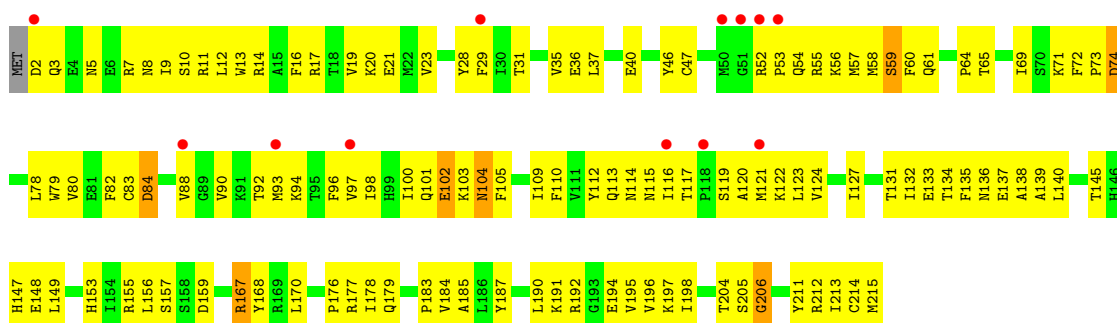 MET D2 Q3 E4 N5 E6 R7 N8 I9 S10 R11 L12 W13 R14 A15 F16 R17 T18 V19 K20 E21 M22 V23 Y28 F29 I30 T31 V35 E36 L37 E40 Y46 C47 M50 G51 R52 P53 Q54 R55 K56 M57 M58 S59 F60 Q61 P64 T65 I69 S70 K71 F72 P73 D74
L78 W79 V80 E81 F82 C83 D84 V88 G89 V90 K91 T92 M93 K94 T95 F96 V97 I98 H99 I100 Q101 E102 K103 N104 F105 I109 F110 V111 Y112 Q113 N114 N115 I116 T117 P118 S119 A120 M121 K122 L123 V124 I127 T131 I132 E133 T134 F135 N136 E137 A138 A139 L140 T145 H146
H147 E148 L149 H153 I154 R155 L156 S157 S158 D159 R167 Y168 R169 L170 P176 R177 I178 Q179 P183 V184 A185 L186 Y187 L190 K191 R192 G193 E194 V195 V196 K197 I198 T204 S205 G206 Y211 R212 I213 C214 M215